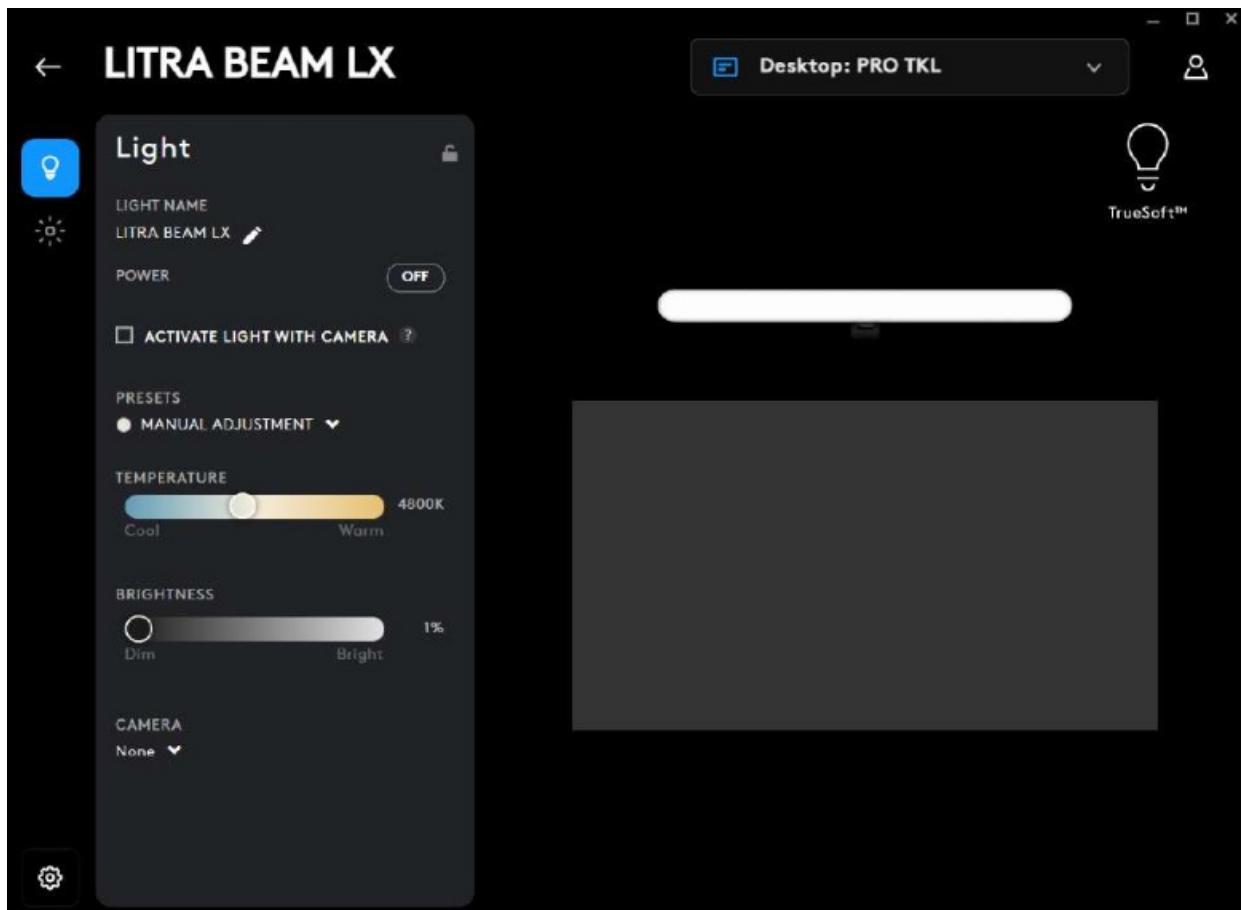 LITRA BEAM LX
Desktop: PRO TKL
Light
LIGHT NAME
LITRA BEAM LX
POWER
OFF
ACTIVATE LIGHT WITH CAMERA ?
PRESETS
MANUAL ADJUSTMENT
TEMPERATURE
4800K
Cool Warm
BRIGHTNESS
1%
Dim Bright
CAMERA
None
TrueSoft™